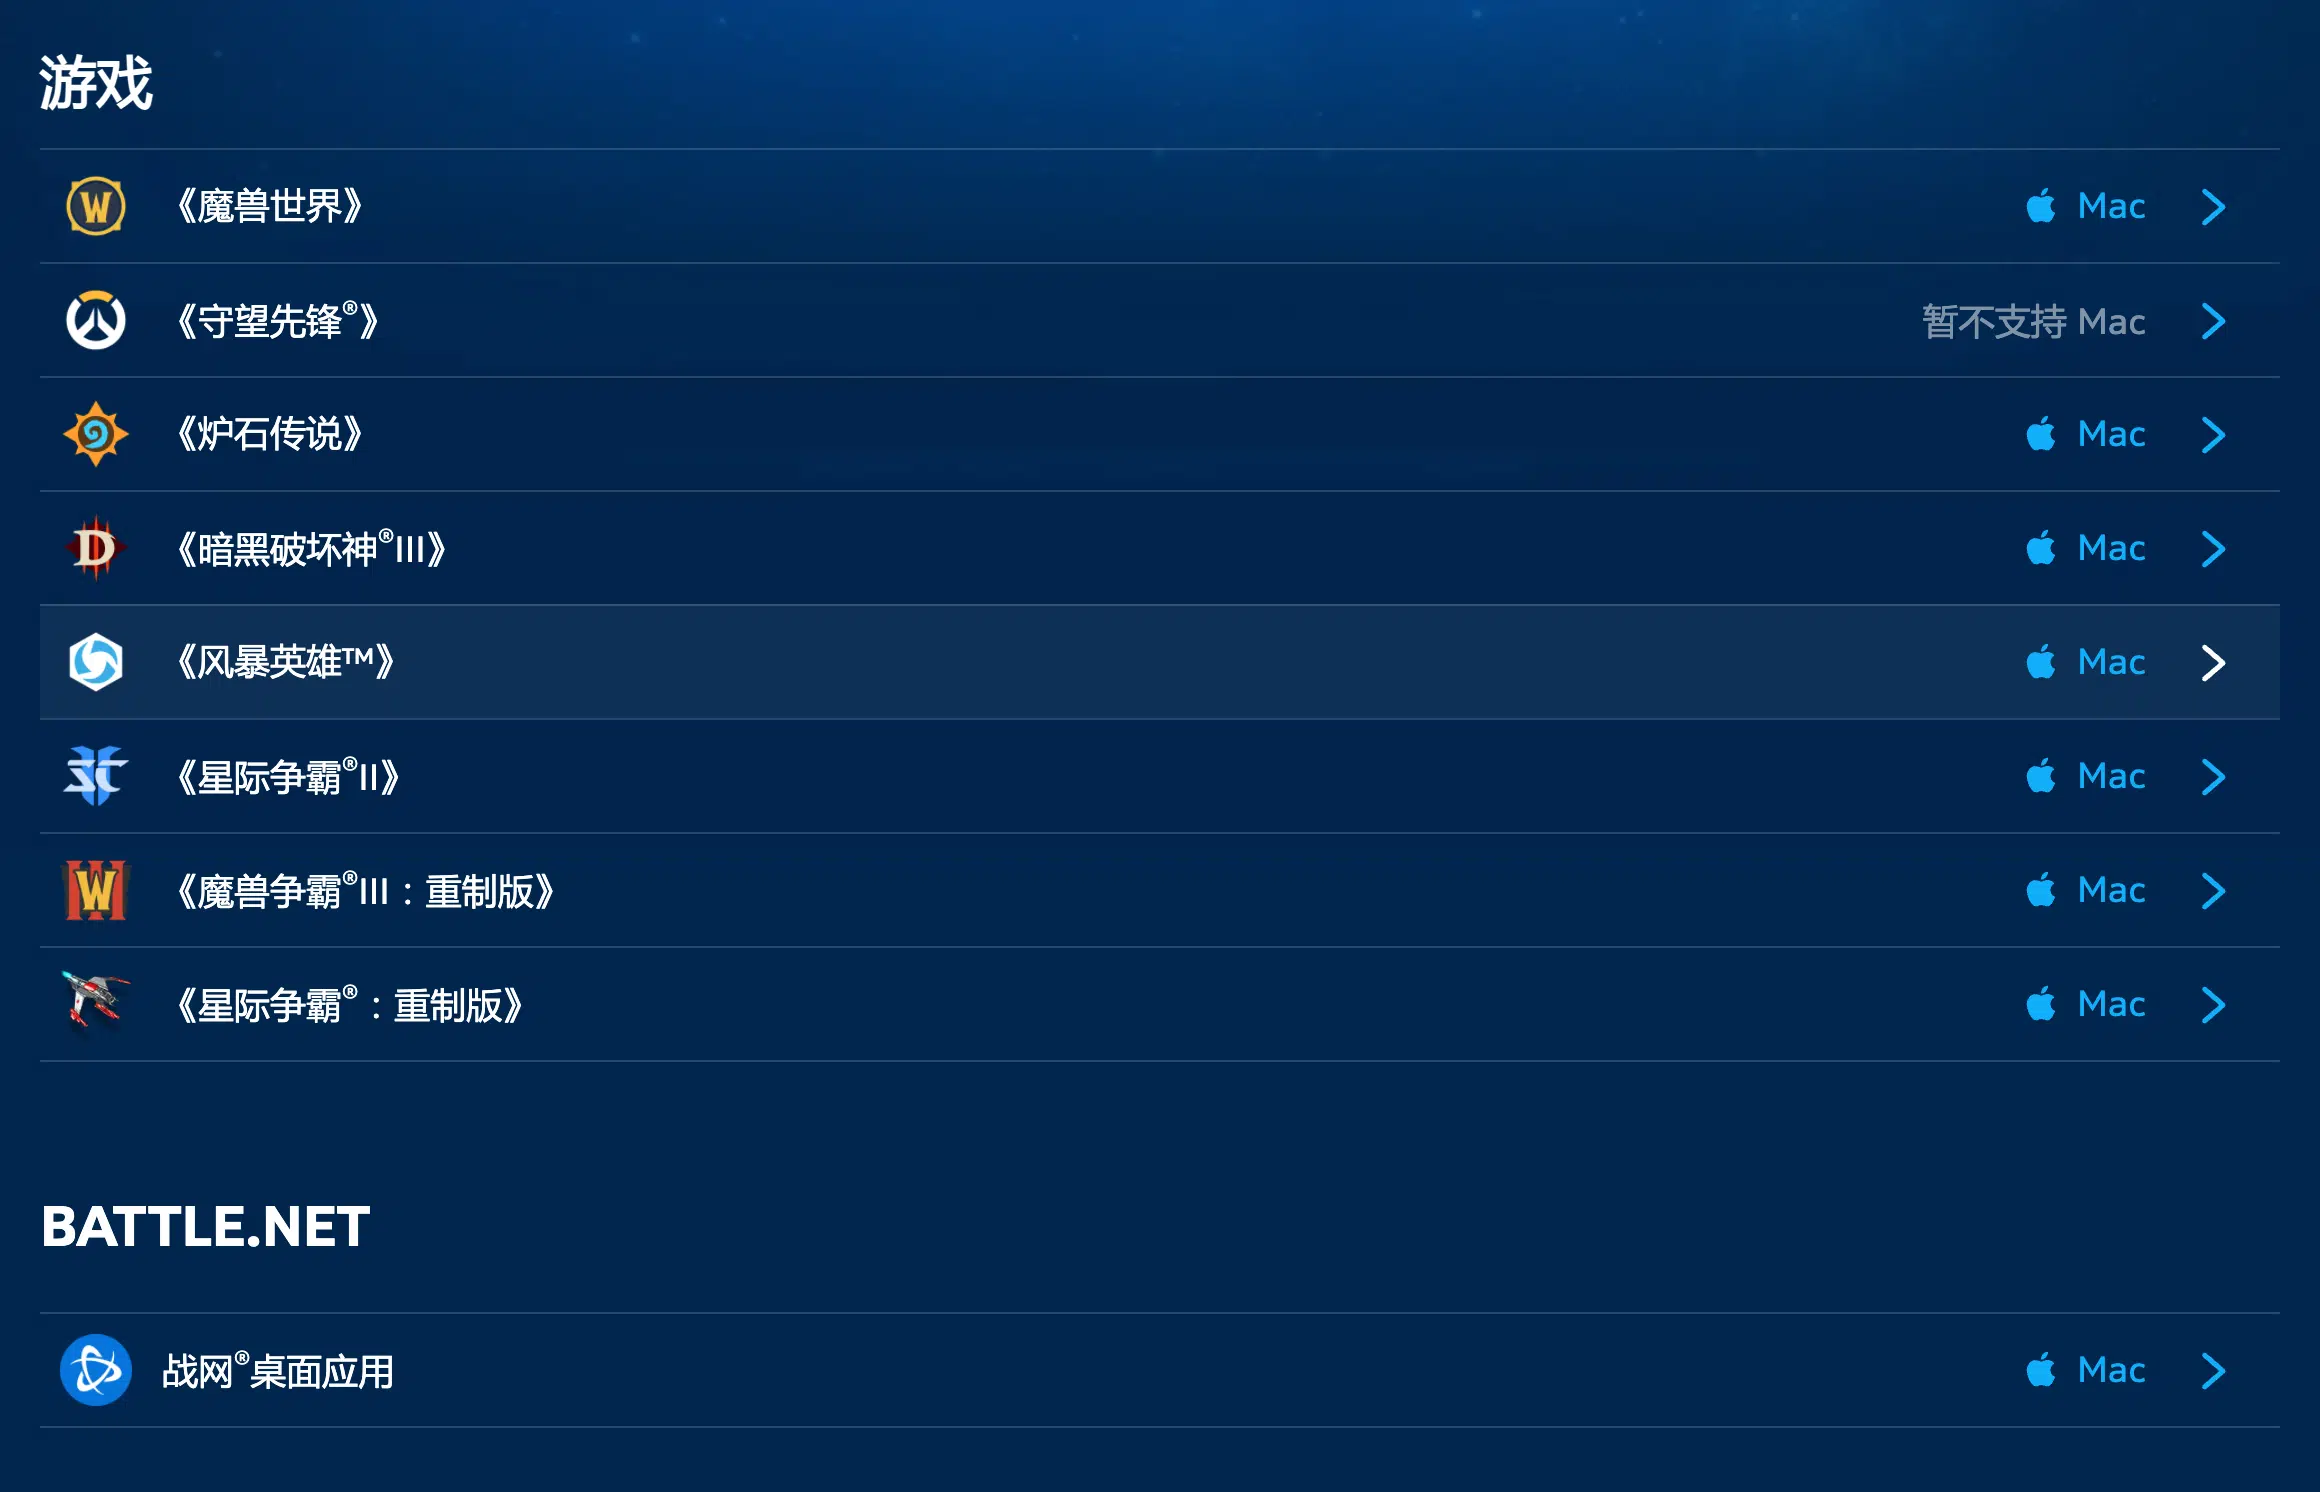 游戏
《魔兽世界》 Mac
《守望先锋®》 暂不支持 Mac
《炉石传说》 Mac
《暗黑破坏神®III》 Mac
《风暴英雄™》 Mac
《星际争霸®II》 Mac
《魔兽争霸®III：重制版》 Mac
《星际争霸®：重制版》 Mac
BATTLE.NET
战网®桌面应用 Mac